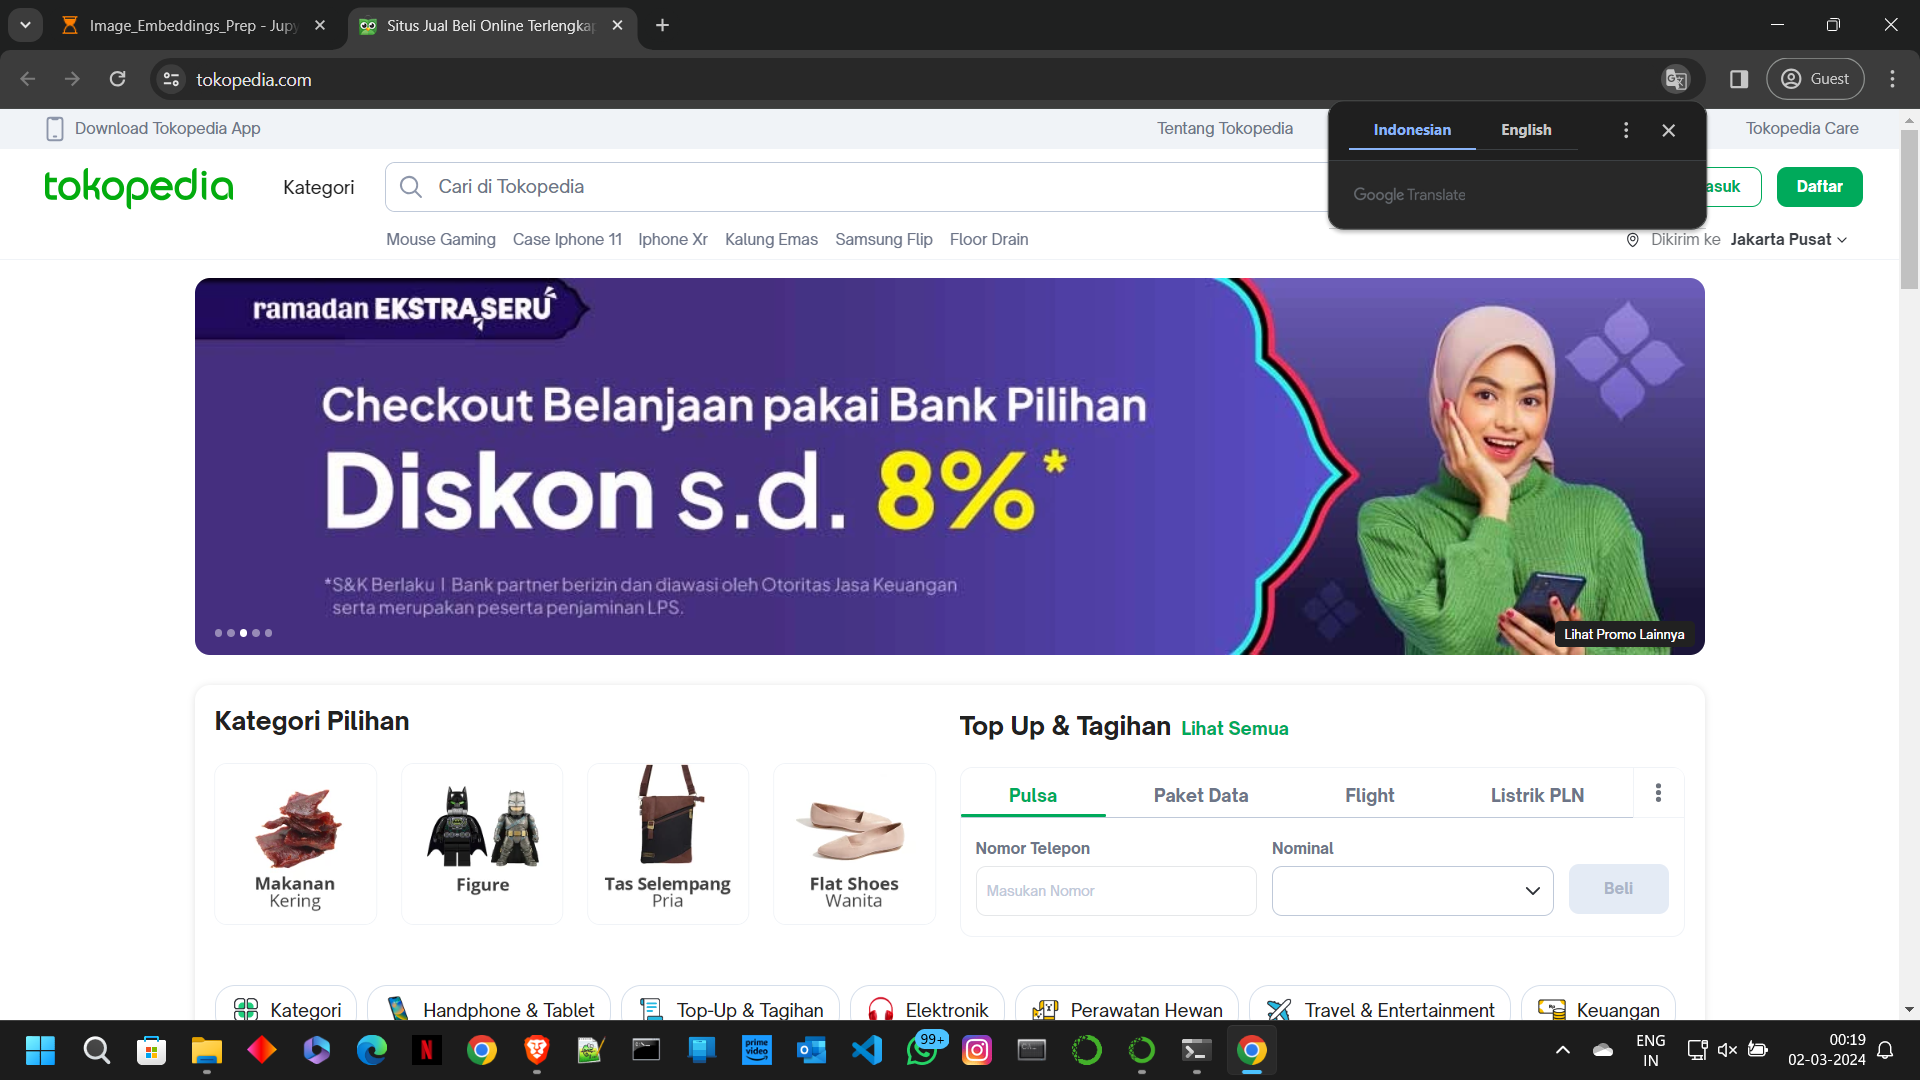 Image_Embeddings_Prep - Jupy
Situs Jual Beli Online Terlengkap
tokopedia.com
Guest
Download Tokopedia App
Tentang Tokopedia
Indonesian
English
Tokopedia Care
Google Translate
tokopedia
Kategori
Cari di Tokopedia
asuk
Daftar
Mouse Gaming
Case Iphone 11
Iphone Xr
Kalung Emas
Samsung Flip
Floor Drain
Dikirim ke Jakarta Pusat
ramadan EKSTRA SERU
Checkout Belanjaan pakai Bank Pilihan
Diskon s.d. 8%*
*S&K Berlaku | Bank partner berizin dan diawasi oleh Otoritas Jasa Keuangan
serta merupakan peserta penjaminan LPS.
Lihat Promo Lainnya
Kategori Pilihan
Makanan
Kering
Figure
Tas Selempang
Pria
Flat Shoes
Wanita
Top Up & Tagihan Lihat Semua
Pulsa
Paket Data
Flight
Listrik PLN
Nomor Telepon
Nominal
Masukan Nomor
Beli
Kategori
Handphone & Tablet
Top-Up & Tagihan
Elektronik
Perawatan Hewan
Travel & Entertainment
Keuangan
N
prime
video
99+
ENG
IN
00:19
02-03-2024